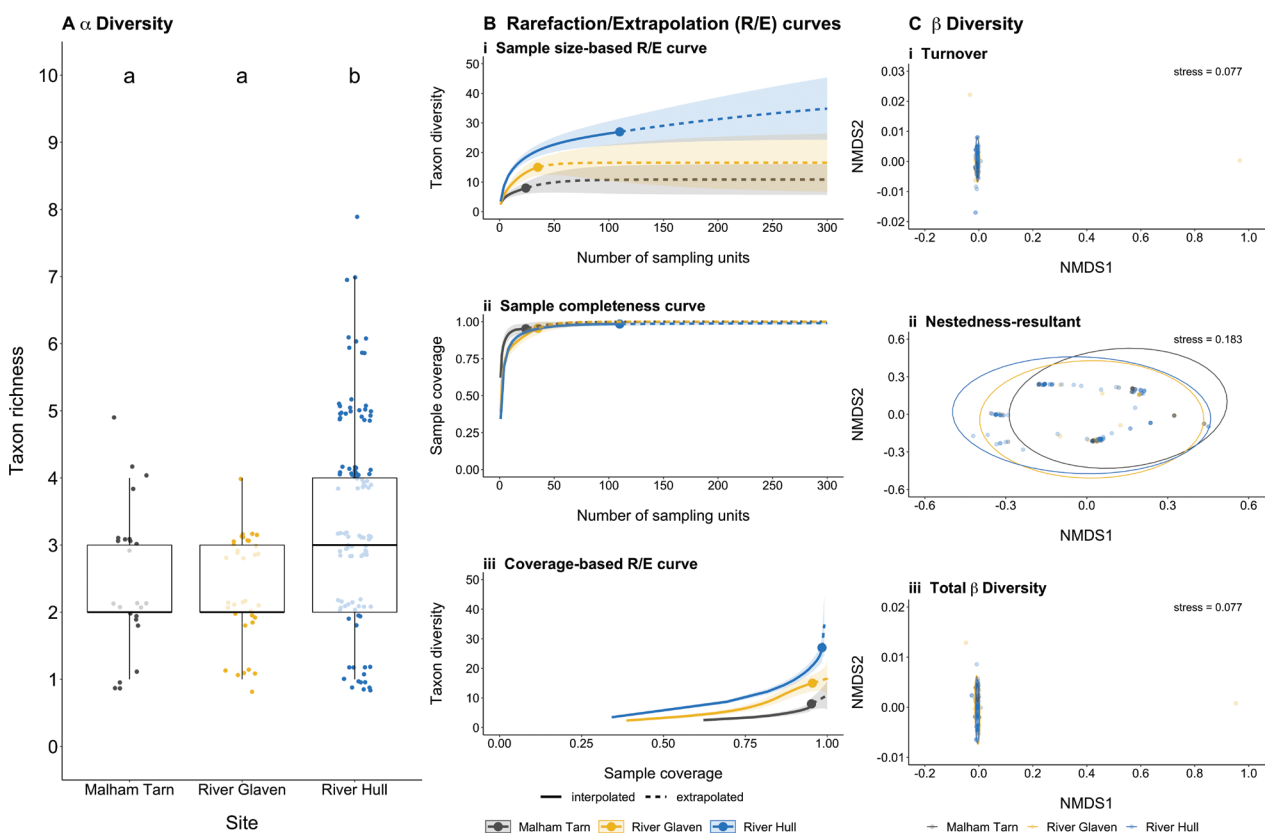 A α Diversity
a
a
b
10
9
8
7
6
5
4
3
2
1
0
Taxon richness
Malham Tarn
River Glaven
River Hull
Site
B Rarefaction/Extrapolation (R/E) curves
i Sample size-based R/E curve
50
40
30
20
10
0
Taxon diversity
0
50
100
150
200
250
300
Number of sampling units
ii Sample completeness curve
1.00
0.75
0.50
0.25
0.00
Sample coverage
0
50
100
150
200
250
300
Number of sampling units
iii Coverage-based R/E curve
50
40
30
20
10
0
Taxon diversity
0.00
0.25
0.50
0.75
1.00
Sample coverage
interpolated
extrapolated
Malham Tarn
River Glaven
River Hull
C β Diversity
i Turnover
stress = 0.077
0.03
0.02
0.01
0.00
-0.01
-0.02
NMDS2
-0.2
0.0
0.2
0.4
0.6
0.8
1.0
NMDS1
ii Nestedness-resultant
stress = 0.183
0.6
0.3
0.0
-0.3
-0.6
NMDS2
-0.6
-0.3
0.0
0.3
0.6
NMDS1
iii Total β Diversity
stress = 0.077
0.02
0.01
0.00
-0.01
NMDS2
-0.2
0.0
0.2
0.4
0.6
0.8
1.0
NMDS1
Malham Tarn
River Glaven
River Hull